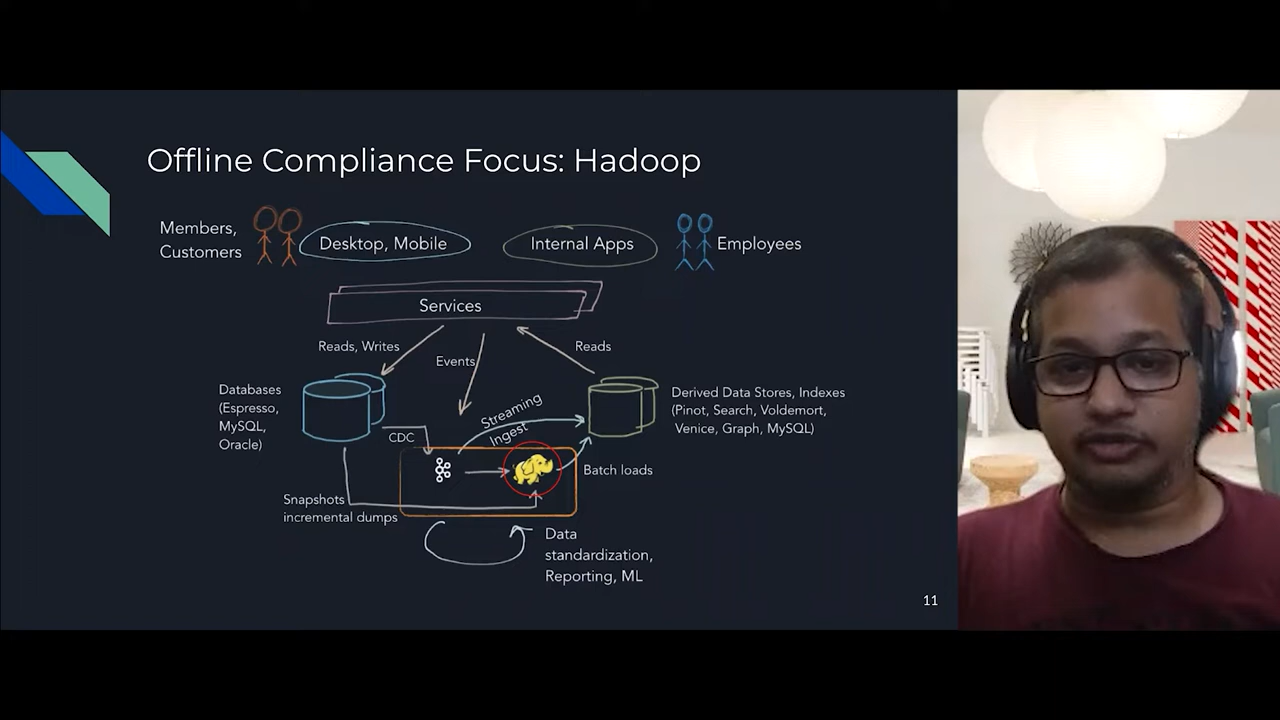 Offline Compliance Focus: Hadoop
Members,
Customers
Desktop, Mobile
Internal Apps
Employees
Services
Reads, Writes
Events
Reads
Databases
(Espresso,
MySQL,
Oracle)
CDC
Streaming
Ingest
Derived Data Stores, Indexes
(Pinot, Search, Voldemort,
Venice, Graph, MySQL)
Batch loads
Snapshots
incremental dumps
Data
standardization,
Reporting, ML
11